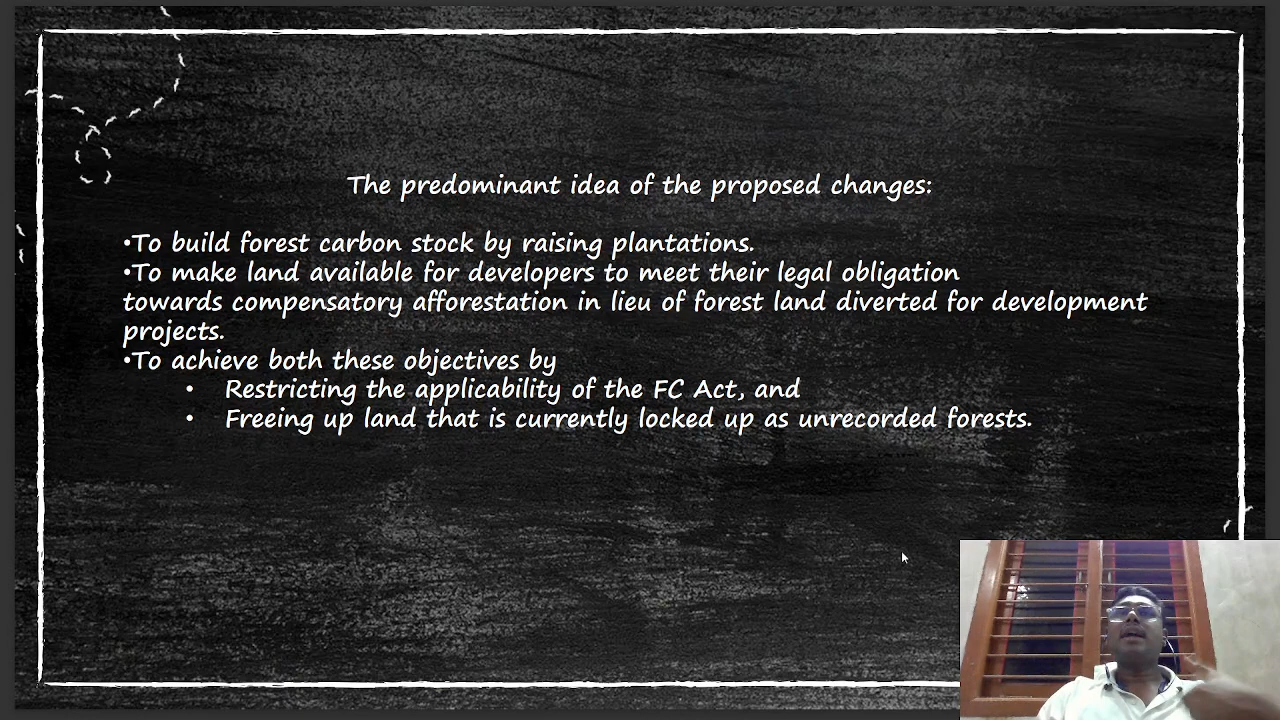 The predominant idea of the proposed changes:
•To build forest carbon stock by raising plantations.
•To make land available for developers to meet their legal obligation
towards compensatory afforestation in lieu of forest land diverted for development
projects.
•To achieve both these objectives by
• Restricting the applicability of the FC Act, and
• Freeing up land that is currently locked up as unrecorded forests.